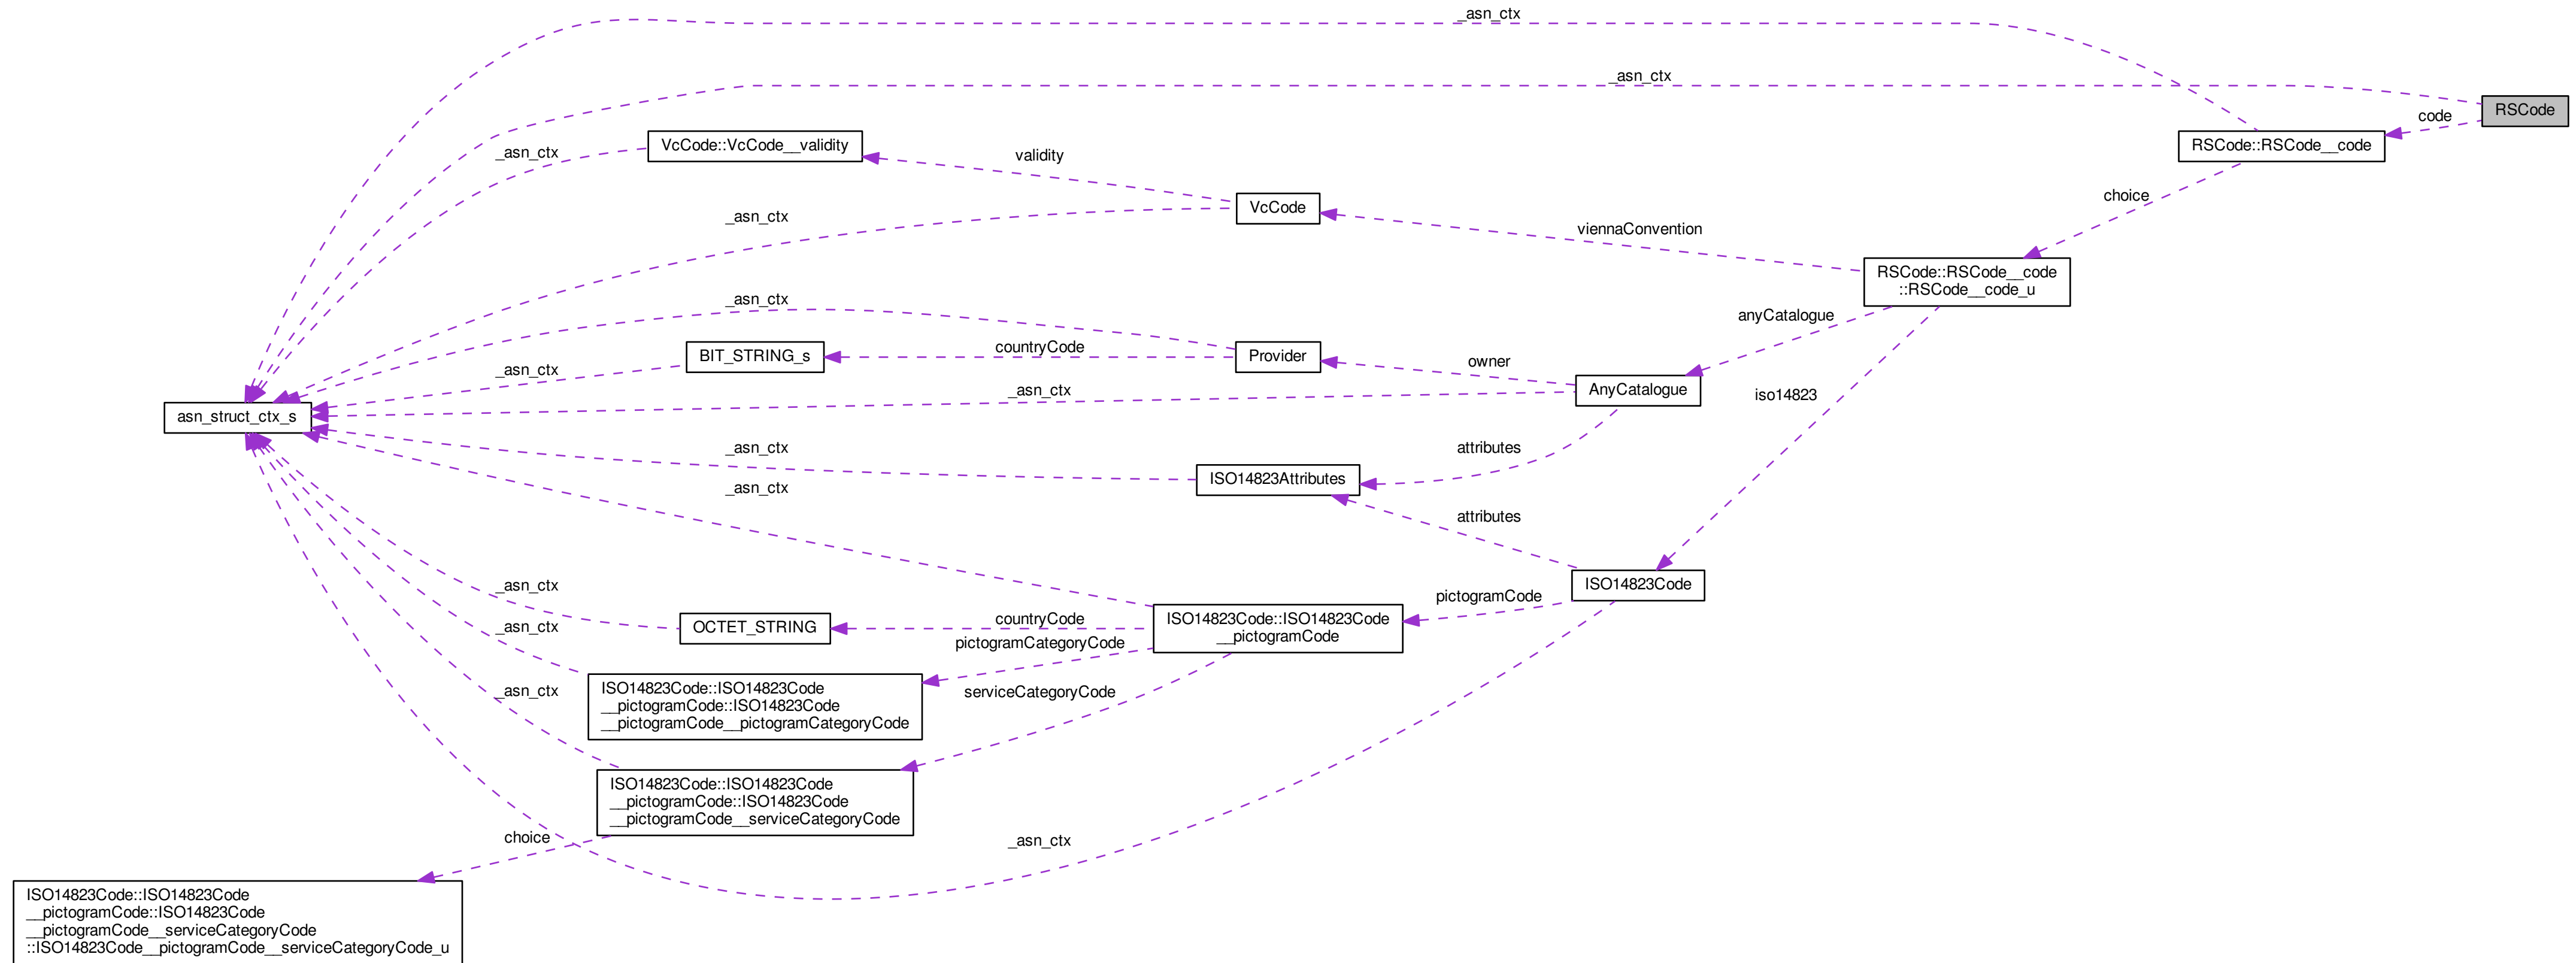 _asn_ctx
_asn_ctx
RSCode
code
RSCode::RSCode__code
VcCode::VcCode__validity
_asn_ctx
validity
choice
VcCode
_asn_ctx
viennaConvention
RSCode::RSCode__code
::RSCode__code_u
_asn_ctx
anyCatalogue
countryCode
BIT_STRING_s
Provider
owner
_asn_ctx
_asn_ctx
AnyCatalogue
iso14823
asn_struct_ctx_s
_asn_ctx
attributes
ISO14823Attributes
_asn_ctx
attributes
_asn_ctx
ISO14823Code
pictogramCode
countryCode
OCTET_STRING
_asn_ctx
ISO14823Code::ISO14823Code
__pictogramCode
pictogramCategoryCode
ISO14823Code::ISO14823Code
__pictogramCode::ISO14823Code
__pictogramCode__pictogramCategoryCode
serviceCategoryCode
_asn_ctx
ISO14823Code::ISO14823Code
__pictogramCode::ISO14823Code
__pictogramCode__serviceCategoryCode
choice
_asn_ctx
ISO14823Code::ISO14823Code
__pictogramCode::ISO14823Code
__pictogramCode__serviceCategoryCode
::ISO14823Code__pictogramCode__serviceCategoryCode_u